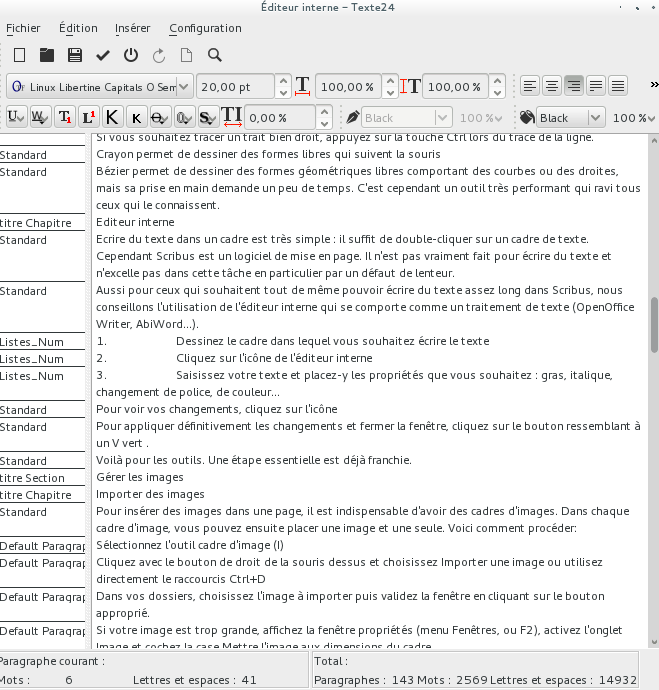 Éditeur interne – Texte24
Fichier Édition Insérer Configuration
Linux Libertine Capitals O Sem 20,00 pt 100,00 % 100,00 %
0,00 % Black 100 % Black 100 %
Si vous souhaitez tracer un trait bien droit, appuyez sur la touche Ctrl lors du tracé de la ligne.
Standard Crayon permet de dessiner des formes libres qui suivent la souris
Standard Bézier permet de dessiner des formes géométriques libres comportant des courbes ou des droites,
mais sa prise en main demande un peu de temps. C'est cependant un outil très performant qui ravi tous
ceux qui le connaissent.
titre Chapitre Editeur interne
Standard Ecrire du texte dans un cadre est très simple : il suffit de double-cliquer sur un cadre de texte.
Cependant Scribus est un logiciel de mise en page. Il n'est pas vraiment fait pour écrire du texte et
n'excelle pas dans cette tâche en particulier par un défaut de lenteur.
Standard Aussi pour ceux qui souhaitent tout de même pouvoir écrire du texte assez long dans Scribus, nous
conseillons l'utilisation de l'éditeur interne qui se comporte comme un traitement de texte (OpenOffice
Writer, AbiWord...).
Listes_Num 1. Dessinez le cadre dans lequel vous souhaitez écrire le texte
Listes_Num 2. Cliquez sur l'icône de l'éditeur interne
Listes_Num 3. Saisissez votre texte et placez-y les propriétés que vous souhaitez : gras, italique,
changement de police, de couleur...
Standard Pour voir vos changements, cliquez sur l'icône
Standard Pour appliquer définitivement les changements et fermer la fenêtre, cliquez sur le bouton ressemblant à
un V vert .
Standard Voilà pour les outils. Une étape essentielle est déjà franchie.
titre Section Gérer les images
titre Chapitre Importer des images
Standard Pour insérer des images dans une page, il est indispensable d'avoir des cadres d'images. Dans chaque
cadre d'image, vous pouvez ensuite placer une image et une seule. Voici comment procéder:
Default Paragrap Sélectionnez l'outil cadre d'image (I)
Default Paragrap Cliquez avec le bouton de droit de la souris dessus et choisissez Importer une image ou utilisez
directement le raccourcis Ctrl+D
Default Paragrap Dans vos dossiers, choisissez l'image à importer puis validez la fenêtre en cliquant sur le bouton
approprié.
Default Paragrap Si votre image est trop grande, affichez la fenêtre propriétés (menu Fenêtres, ou F2), activez l'onglet
Image et cochez la case Mettre l'image aux dimensions du cadre
Paragraphe courant : Total :
Mots : 6 Lettres et espaces : 41 Paragraphes : 143 Mots : 2569 Lettres et espaces : 14932